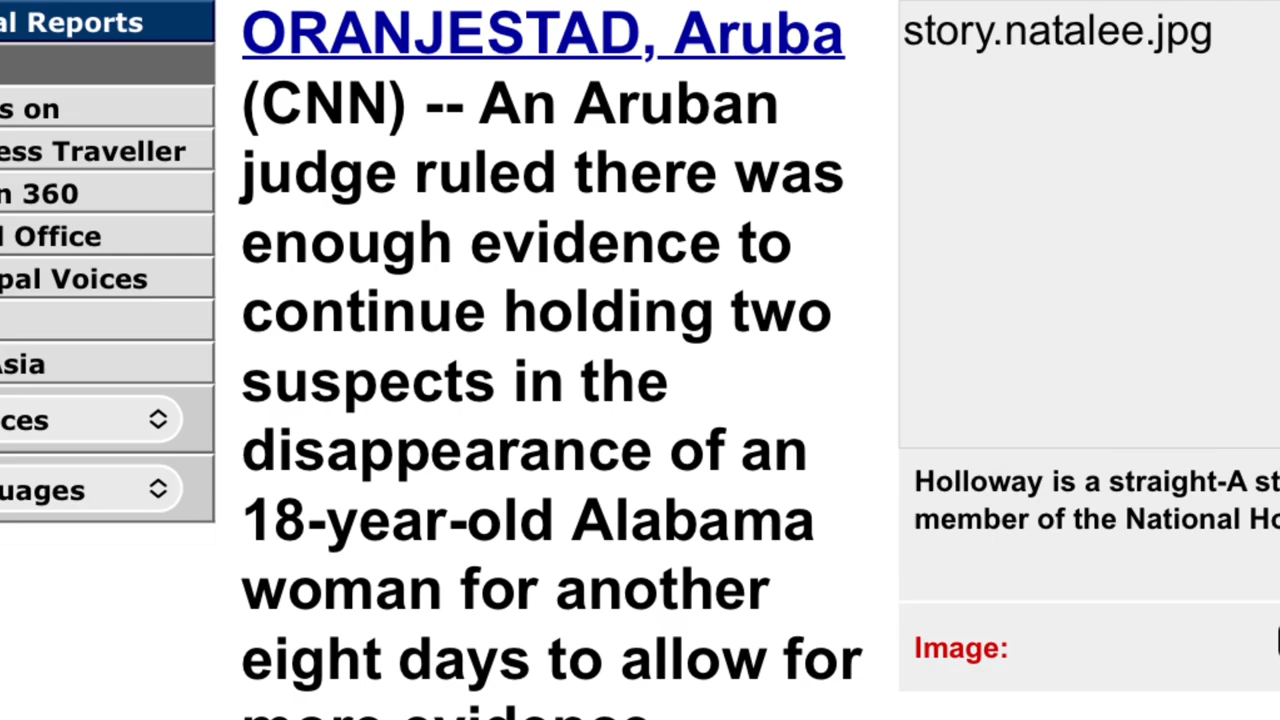 al Reports
s on
ess Traveller
n 360
l Office
pal Voices
Asia
ces
uages
ORANJESTAD, Aruba
(CNN) -- An Aruban
judge ruled there was
enough evidence to
continue holding two
suspects in the
disappearance of an
18-year-old Alabama
woman for another
eight days to allow for
more evidence
story.natalee.jpg
Holloway is a straight-A st
member of the National Ho
Image: